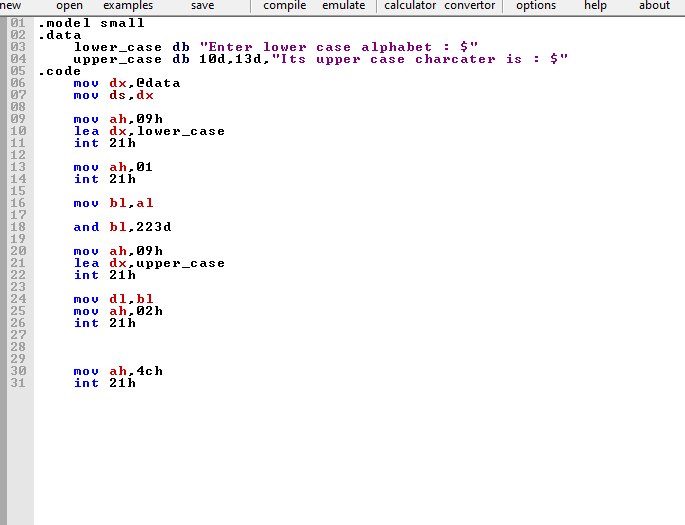 new open examples save compile emulate calculator convertor options help about
01 .model small
02 .data
03 lower_case db "Enter lower case alphabet : $"
04 upper_case db 10d,13d,"Its upper case charcater is : $"
05 .code
06 mov dx,@data
07 mov ds,dx
08
09 mov ah,09h
10 lea dx,lower_case
11 int 21h
12
13 mov ah,01
14 int 21h
15
16 mov bl,al
17
18 and bl,223d
19
20 mov ah,09h
21 lea dx,upper_case
22 int 21h
23
24 mov dl,bl
25 mov ah,02h
26 int 21h
27
28
29
30 mov ah,4ch
31 int 21h